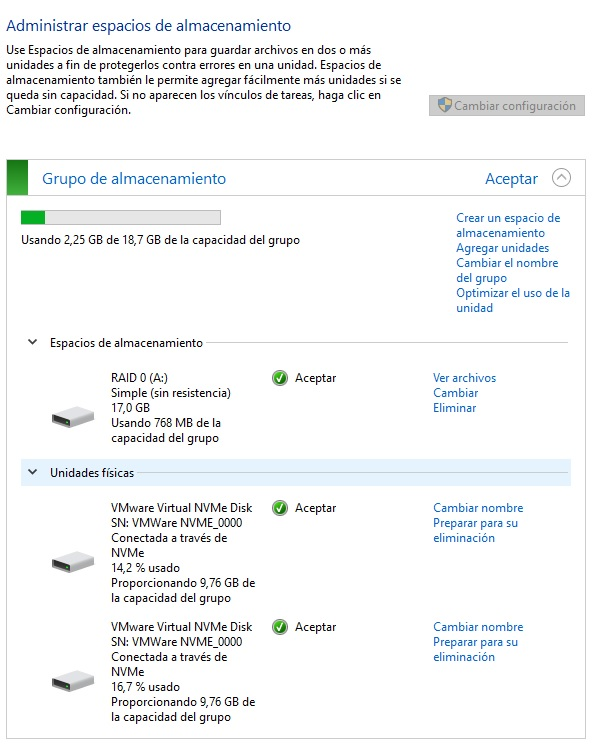 Administrar espacios de almacenamiento
Use Espacios de almacenamiento para guardar archivos en dos o más
unidades a fin de protegerlos contra errores en una unidad. Espacios de
almacenamiento también le permite agregar fácilmente más unidades si se
queda sin capacidad. Si no aparecen los vínculos de tareas, haga clic en
Cambiar configuración.
Cambiar configuración
Grupo de almacenamiento
Aceptar
Usando 2,25 GB de 18,7 GB de la capacidad del grupo
Crear un espacio de
almacenamiento
Agregar unidades
Cambiar el nombre
del grupo
Optimizar el uso de la
unidad
Espacios de almacenamiento
RAID 0 (A:)
Simple (sin resistencia)
17,0 GB
Usando 768 MB de la
capacidad del grupo
Aceptar
Ver archivos
Cambiar
Eliminar
Unidades físicas
VMware Virtual NVMe Disk
SN: VMWare NVME_0000
Conectada a través de
NVMe
14,2 % usado
Proporcionando 9,76 GB de
la capacidad del grupo
Aceptar
Cambiar nombre
Preparar para su
eliminación
VMware Virtual NVMe Disk
SN: VMWare NVME_0000
Conectada a través de
NVMe
16,7 % usado
Proporcionando 9,76 GB de
la capacidad del grupo
Aceptar
Cambiar nombre
Preparar para su
eliminación